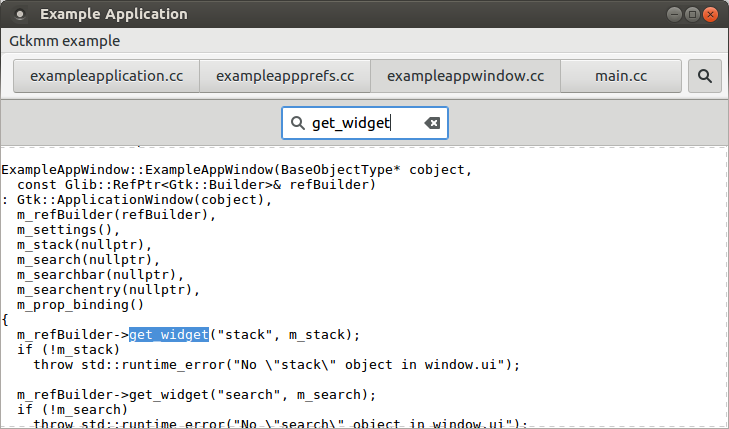 Example Application
Gtkmm example
exampleapplication.cc exampleappprefs.cc exampleappwindow.cc main.cc
get_widget
ExampleAppWindow::ExampleAppWindow(BaseObjectType* cobject,
  const Glib::RefPtr<Gtk::Builder>& refBuilder)
: Gtk::ApplicationWindow(cobject),
  m_refBuilder(refBuilder),
  m_settings(),
  m_stack(nullptr),
  m_search(nullptr),
  m_searchbar(nullptr),
  m_searchentry(nullptr),
  m_prop_binding()
{
  m_refBuilder->get_widget("stack", m_stack);
  if (!m_stack)
    throw std::runtime_error("No \"stack\" object in window.ui");
  m_refBuilder->get_widget("search", m_search);
  if (!m_search)
    throw std::runtime_error("No \"search\" object in window.ui");